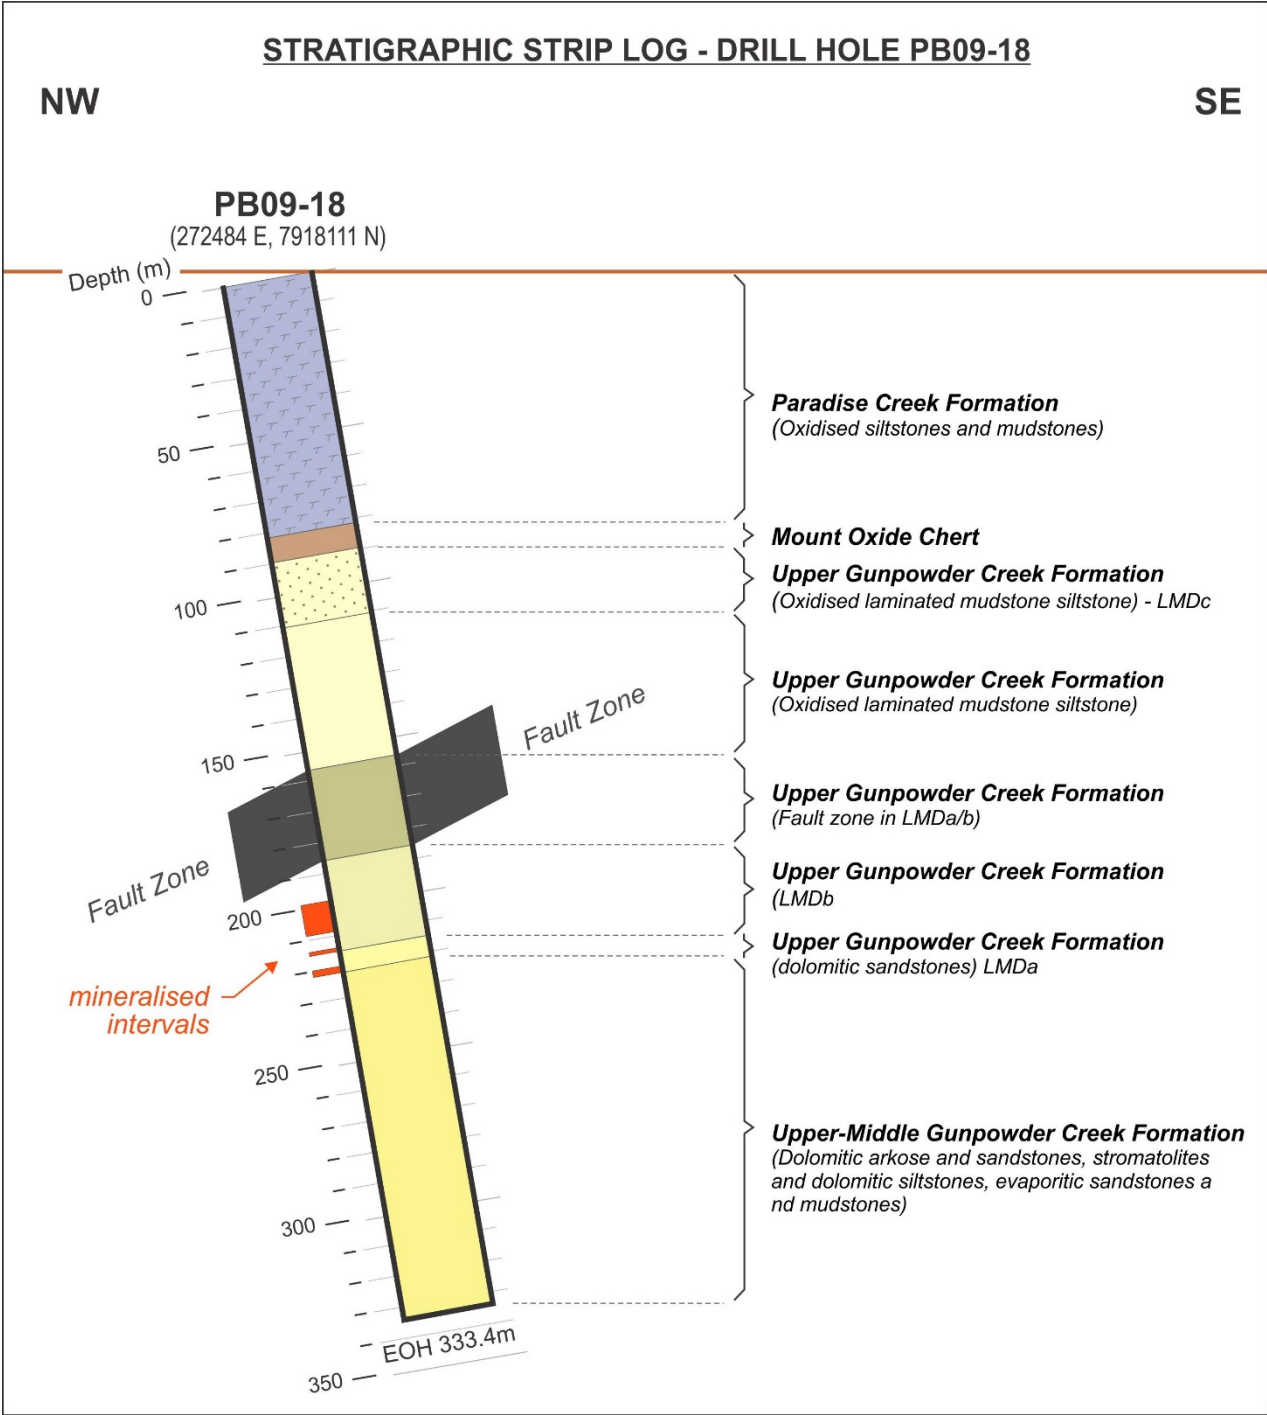 STRATIGRAPHIC STRIP LOG - DRILL HOLE PB09-18
NW
SE
PB09-18
(272484 E, 7918111 N)
Depth (m)
0
50
100
150
200
250
300
350
Fault Zone
Fault Zone
mineralised
intervals
EOH 333.4m
Paradise Creek Formation
(Oxidised siltstones and mudstones)
Mount Oxide Chert
Upper Gunpowder Creek Formation
(Oxidised laminated mudstone siltstone) - LMDc
Upper Gunpowder Creek Formation
(Oxidised laminated mudstone siltstone)
Upper Gunpowder Creek Formation
(Fault zone in LMDa/b)
Upper Gunpowder Creek Formation
(LMDb
Upper Gunpowder Creek Formation
(dolomitic sandstones) LMDa
Upper-Middle Gunpowder Creek Formation
(Dolomitic arkose and sandstones, stromatolites
and dolomitic siltstones, evaporitic sandstones a
nd mudstones)